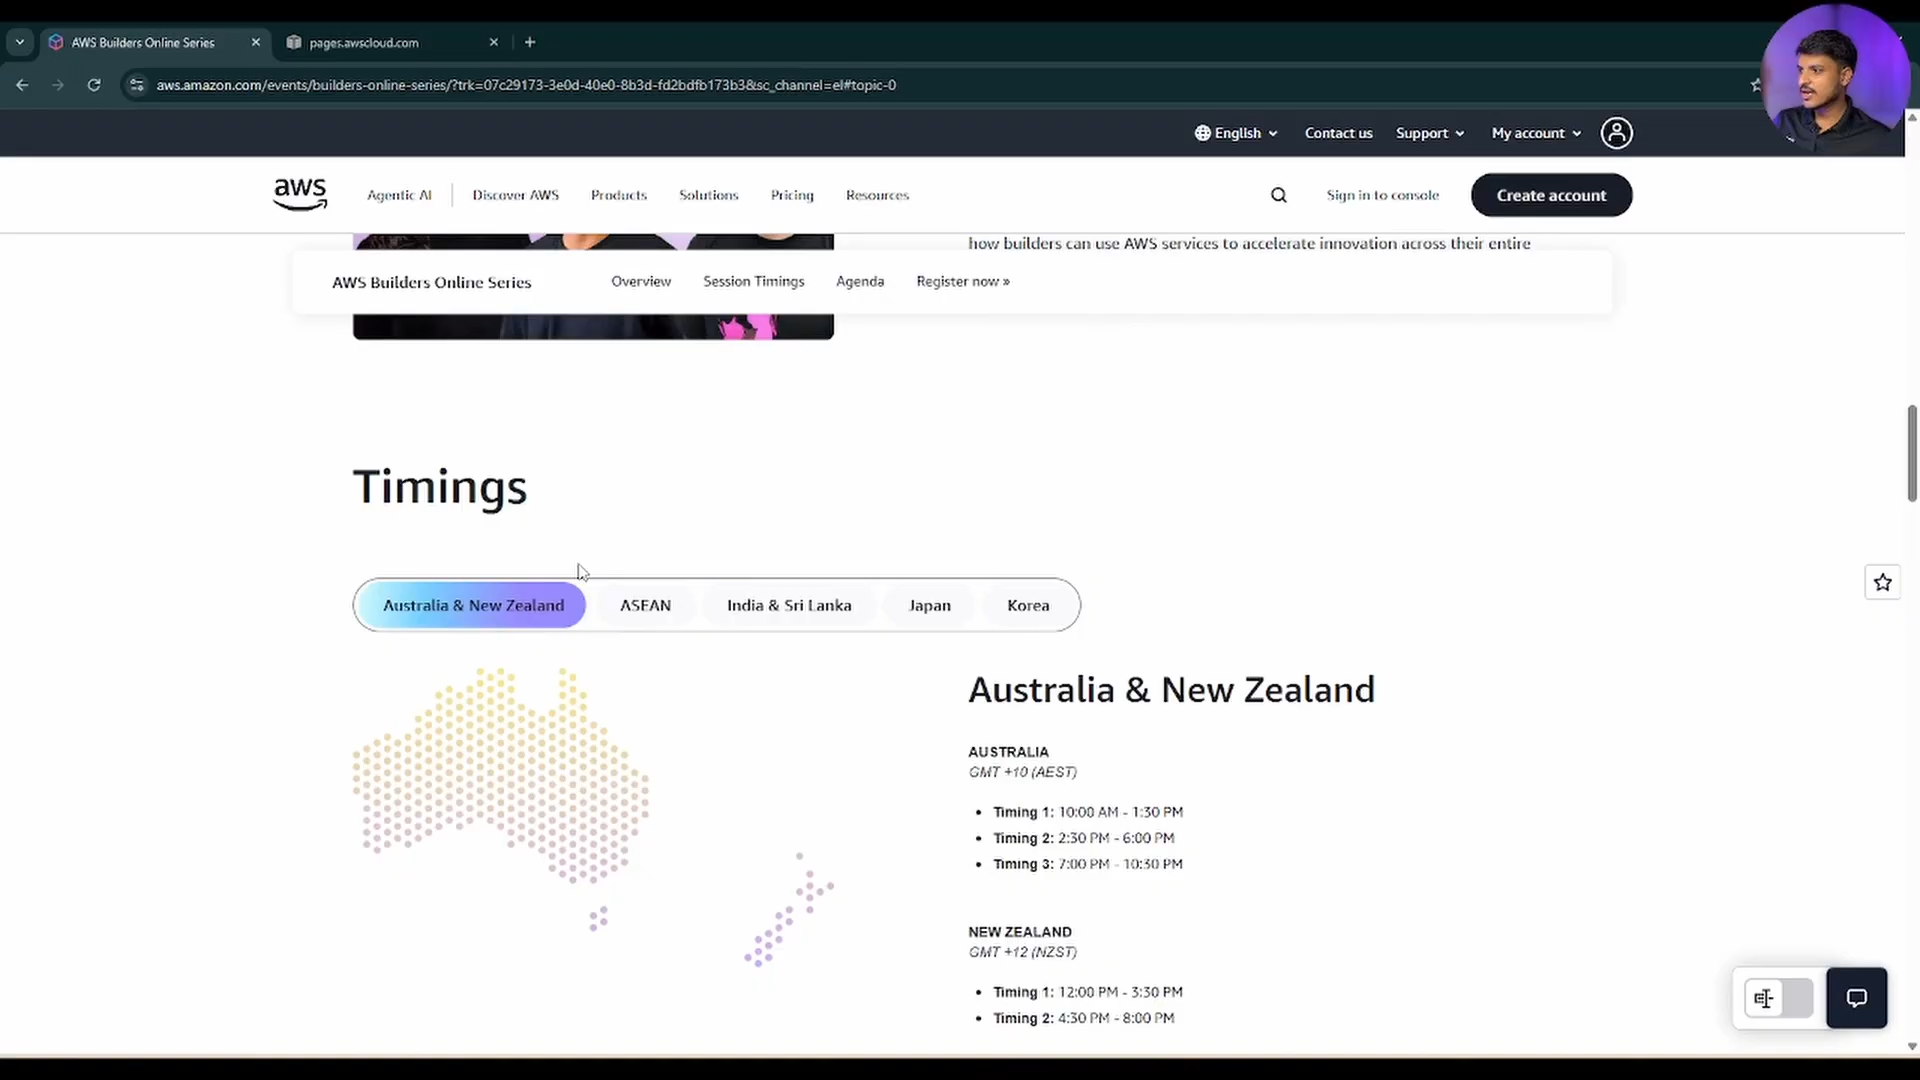 AWS Builders Online Series
pages.awscloud.com
aws.amazon.com/events/builders-online-series/?trk=07c29173-3e0d-40e0-8b3d-fd2bdfb173b3&sc_channel=el#topic-0
English
Contact us
Support
My account
aws
Agentic AI
Discover AWS
Products
Solutions
Pricing
Resources
Sign in to console
Create account
how builders can use AWS services to accelerate innovation across their entire
AWS Builders Online Series
Overview
Session Timings
Agenda
Register now »
Timings
Australia & New Zealand
ASEAN
India & Sri Lanka
Japan
Korea
Australia & New Zealand
AUSTRALIA
GMT +10 (AEST)
• Timing 1: 10:00 AM - 1:30 PM
• Timing 2: 2:30 PM - 6:00 PM
• Timing 3: 7:00 PM - 10:30 PM
NEW ZEALAND
GMT +12 (NZST)
• Timing 1: 12:00 PM - 3:30 PM
• Timing 2: 4:30 PM - 8:00 PM